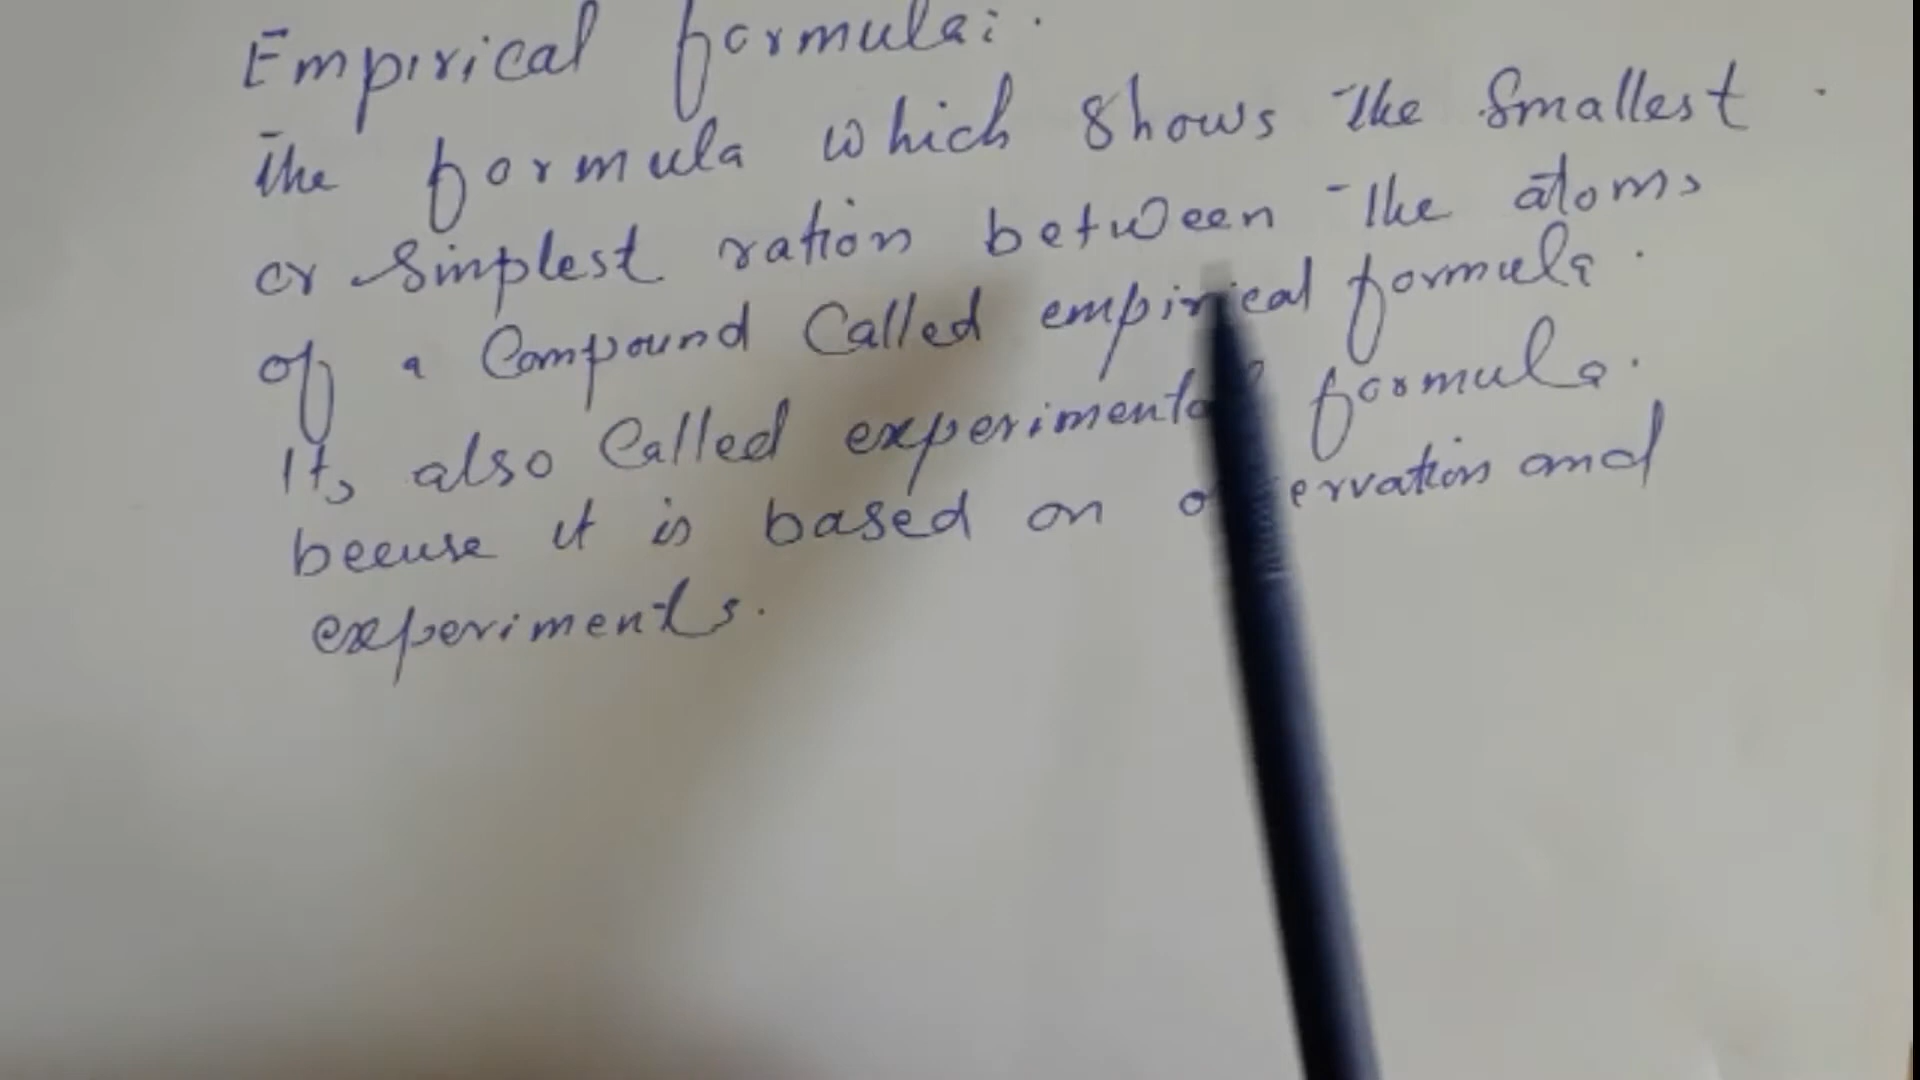 Empirical formula:
The formula which shows the smallest
or simplest ration between the atoms
of a Compound Called empirical formula.
Its also Called experimental formula.
beeuse it is based on observation and
experiments.